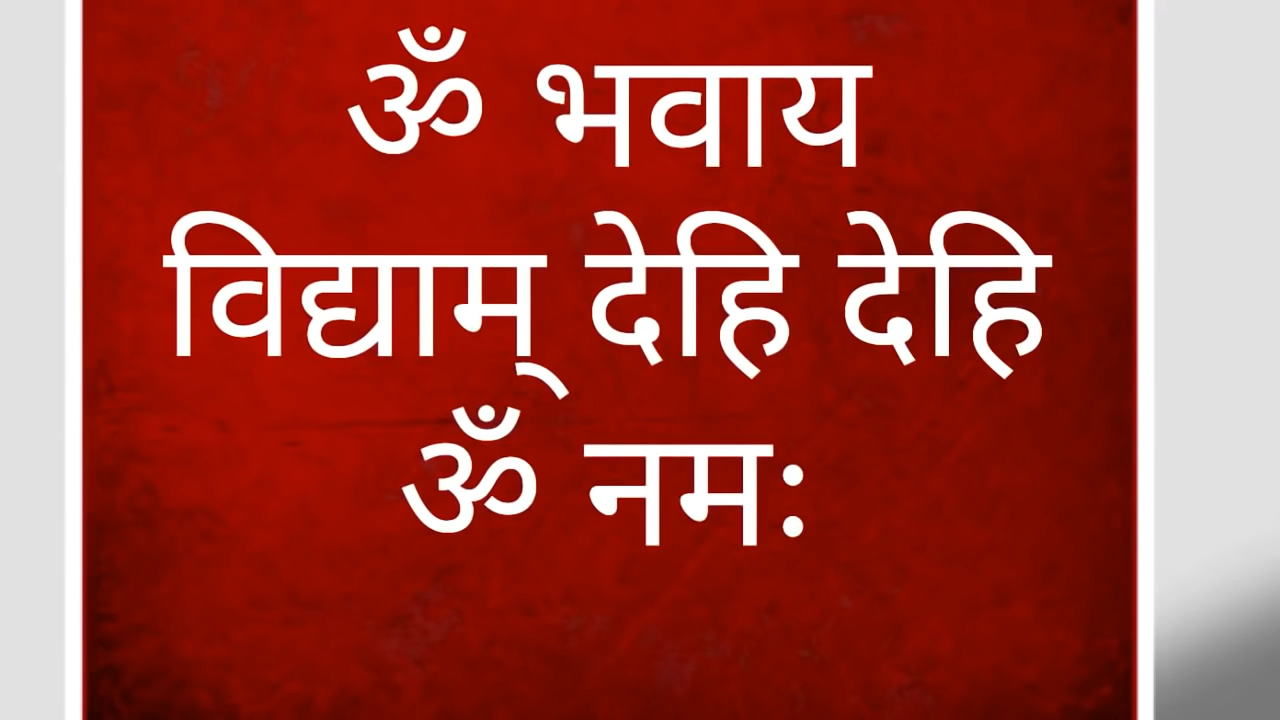 ॐ भवाय
विद्याम् देहि देहि
ॐ नमः